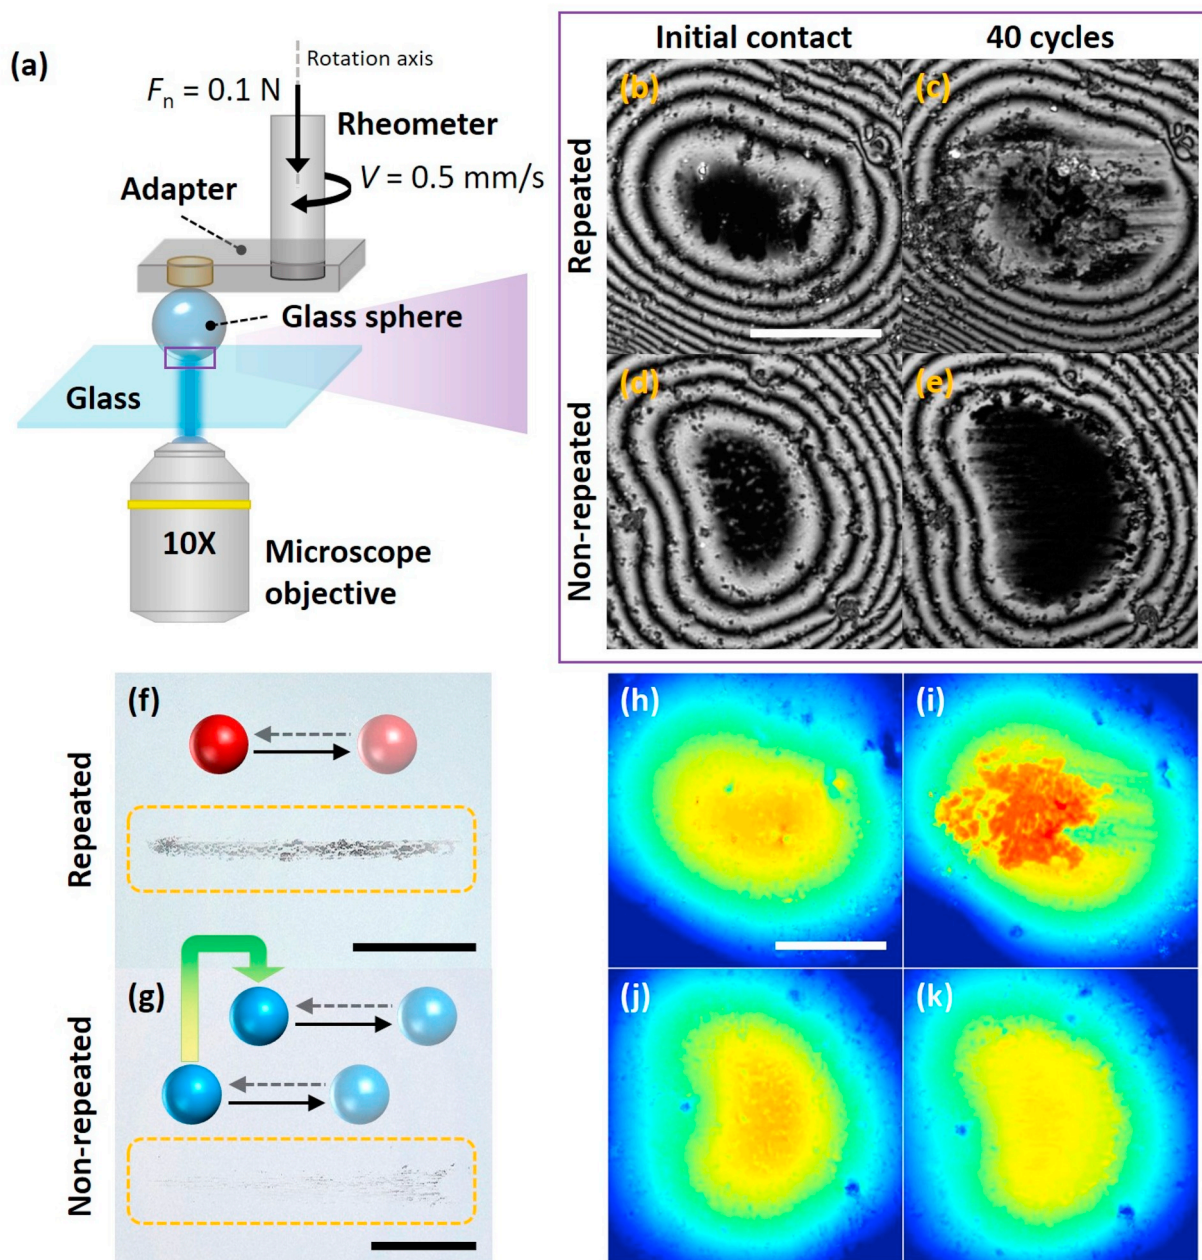 (a)
Rotation axis
Fn = 0.1 N
Rheometer
V = 0.5 mm/s
Adapter
Glass sphere
Glass
10X
Microscope
objective
Initial contact
40 cycles
Repeated
(b)
(c)
Non-repeated
(d)
(e)
Repeated
(f)
Non-repeated
(g)
(h)
(i)
(j)
(k)